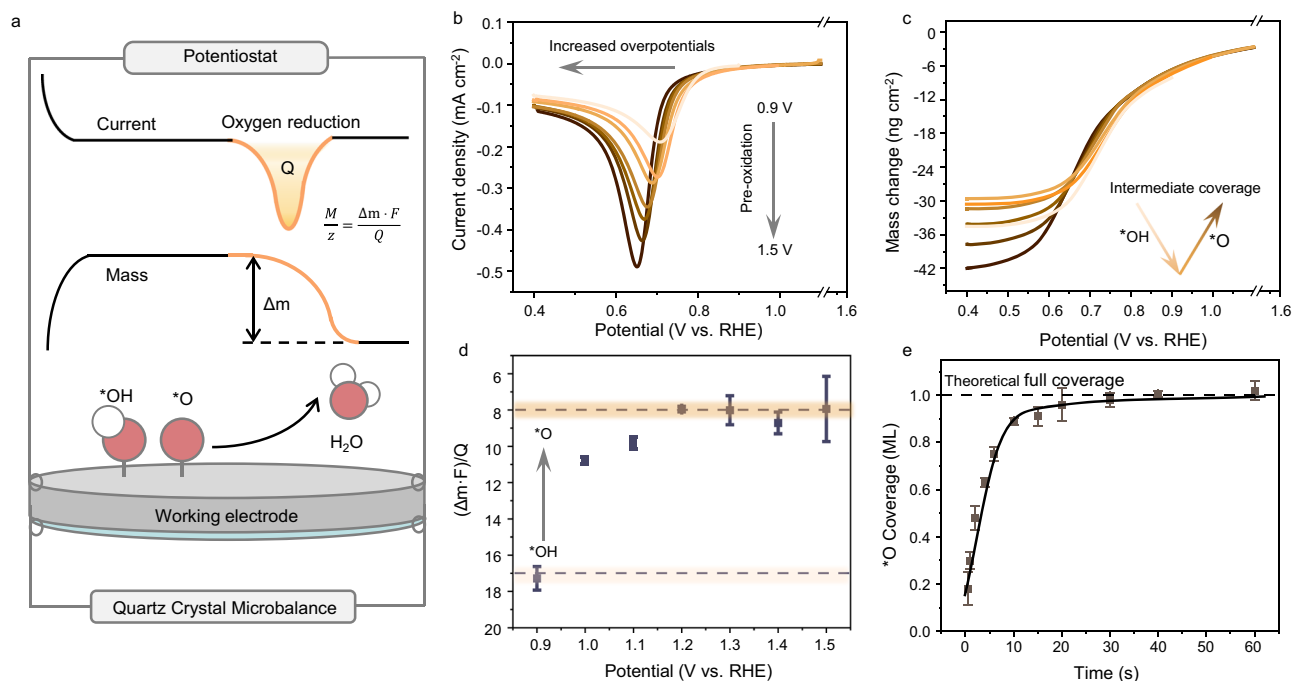 a
Potentiostat
Current
Oxygen reduction
Q
M/z = Δm · F/Q
Mass
Δm
*OH
*O
H2O
Working electrode
Quartz Crystal Microbalance
b
Increased overpotentials
0.9 V
Pre-oxidation
1.5 V
Current density (mA cm-2)
0.1
0.0
-0.1
-0.2
-0.3
-0.4
-0.5
0.4 0.6 0.8 1.0 1.6
Potential (V vs. RHE)
c
Intermediate coverage
*OH
*O
Mass change (ng cm-2)
0
-6
-12
-18
-24
-30
-36
-42
0.4 0.5 0.6 0.7 0.8 0.9 1.0 1.6
Potential (V vs. RHE)
d
*O
*OH
(Δm·F)/Q
6
8
10
12
14
16
18
20
0.9 1.0 1.1 1.2 1.3 1.4 1.5
Potential (V vs. RHE)
e
Theoretical full coverage
*O Coverage (ML)
1.0
0.8
0.6
0.4
0.2
0.0
0 10 20 30 40 50 60
Time (s)